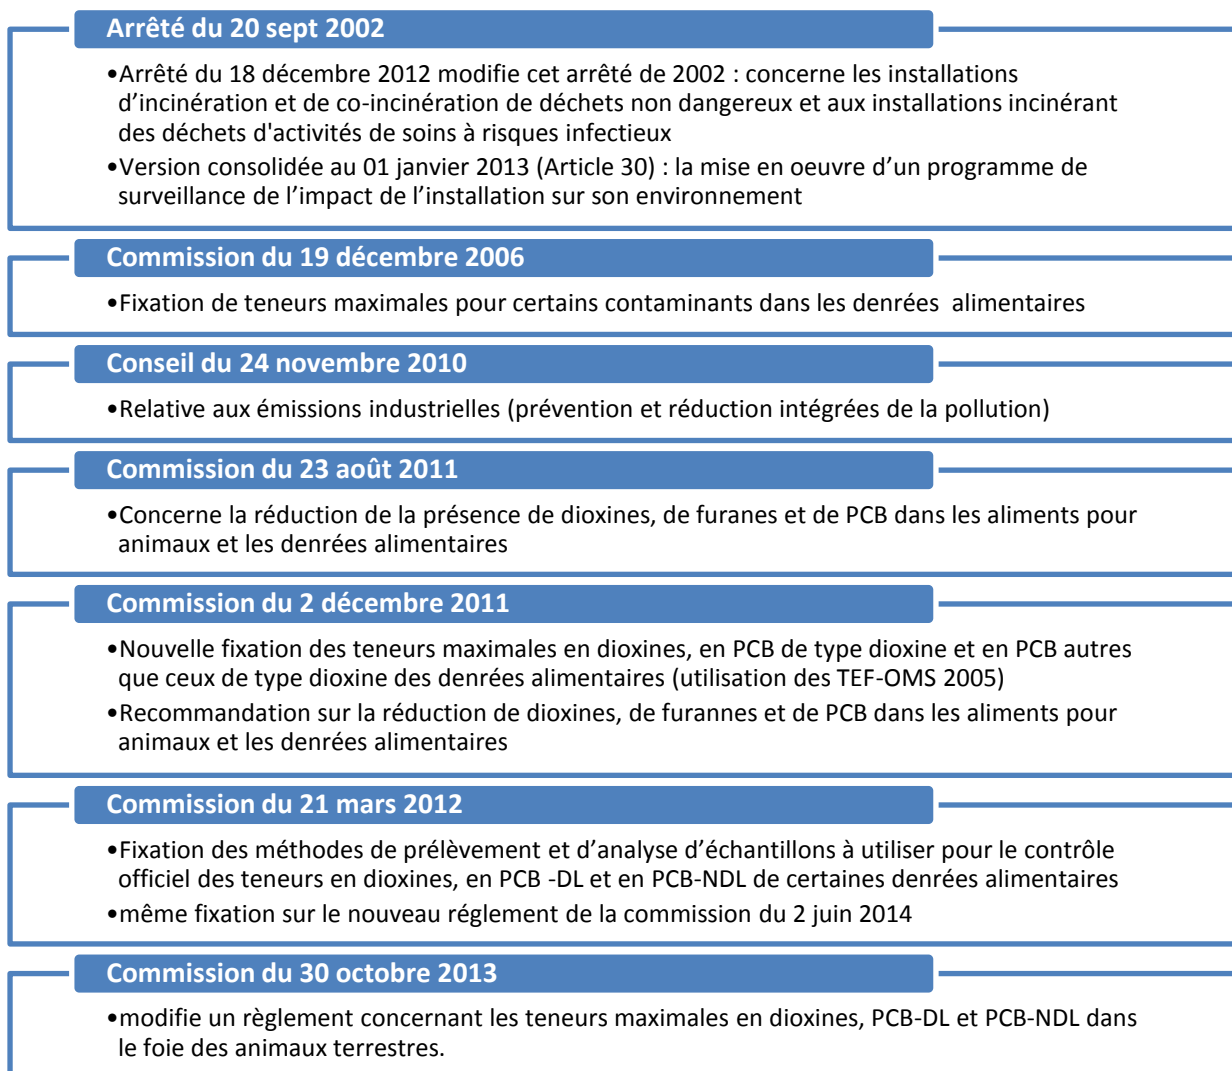 Arrêté du 20 sept 2002
•Arrêté du 18 décembre 2012 modifie cet arrêté de 2002 : concerne les installations
d’incinération et de co-incinération de déchets non dangereux et aux installations incinérant
des déchets d'activités de soins à risques infectieux
•Version consolidée au 01 janvier 2013 (Article 30) : la mise en oeuvre d’un programme de
surveillance de l’impact de l’installation sur son environnement
Commission du 19 décembre 2006
•Fixation de teneurs maximales pour certains contaminants dans les denrées alimentaires
Conseil du 24 novembre 2010
•Relative aux émissions industrielles (prévention et réduction intégrées de la pollution)
Commission du 23 août 2011
•Concerne la réduction de la présence de dioxines, de furanes et de PCB dans les aliments pour
animaux et les denrées alimentaires
Commission du 2 décembre 2011
•Nouvelle fixation des teneurs maximales en dioxines, en PCB de type dioxine et en PCB autres
que ceux de type dioxine des denrées alimentaires (utilisation des TEF-OMS 2005)
•Recommandation sur la réduction de dioxines, de furannes et de PCB dans les aliments pour
animaux et les denrées alimentaires
Commission du 21 mars 2012
•Fixation des méthodes de prélèvement et d’analyse d’échantillons à utiliser pour le contrôle
officiel des teneurs en dioxines, en PCB -DL et en PCB-NDL de certaines denrées alimentaires
•même fixation sur le nouveau réglement de la commission du 2 juin 2014
Commission du 30 octobre 2013
•modifie un règlement concernant les teneurs maximales en dioxines, PCB-DL et PCB-NDL dans
le foie des animaux terrestres.